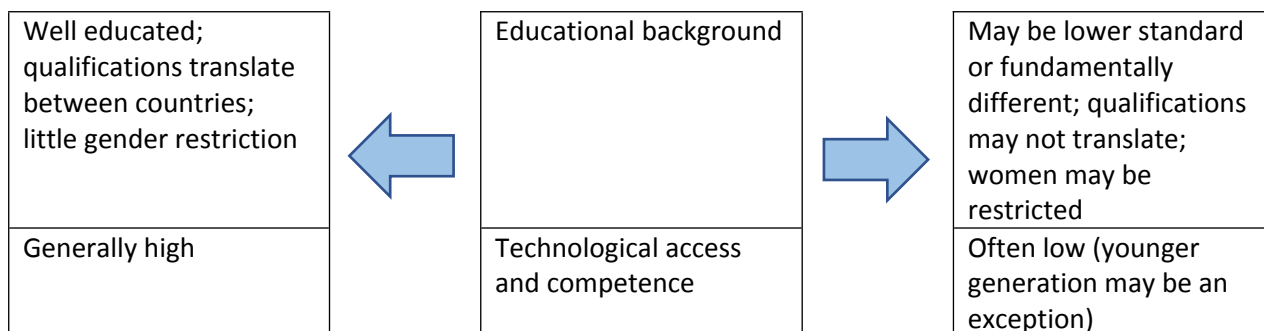 Well educated;
qualifications translate
between countries;
little gender restriction
Educational background
May be lower standard
or fundamentally
different; qualifications
may not translate;
women may be
restricted
Generally high
Technological access
and competence
Often low (younger
generation may be an
exception)